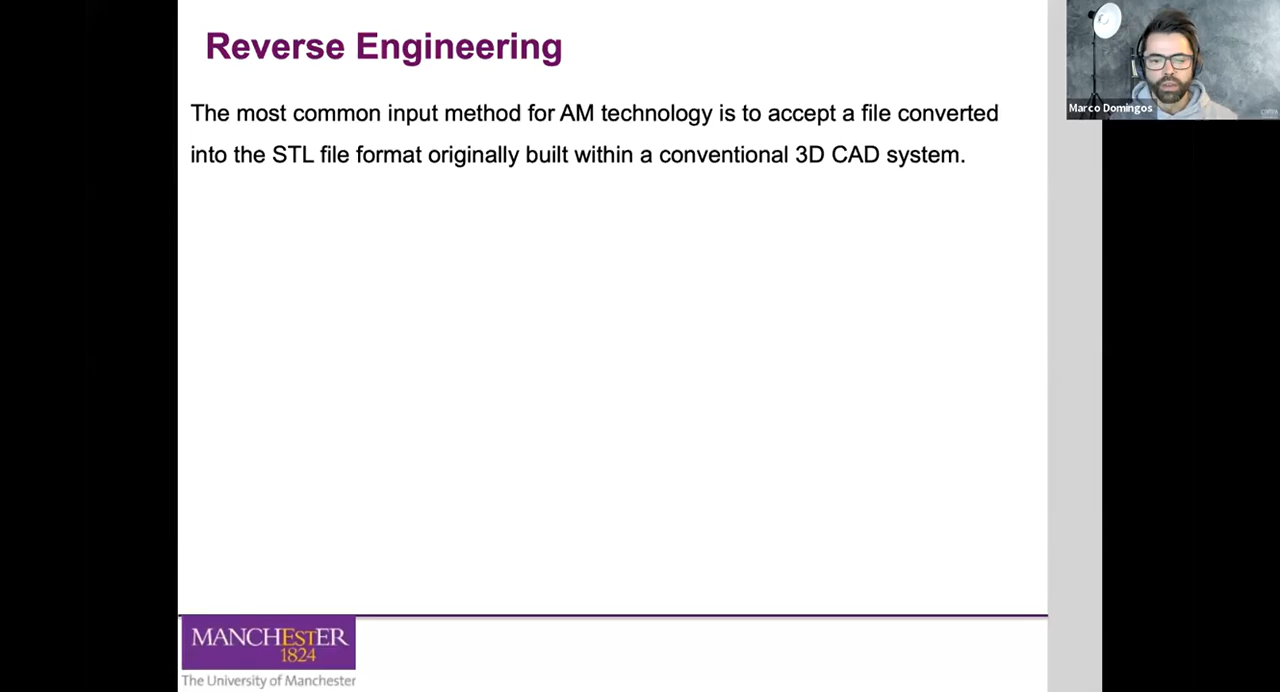 Reverse Engineering
The most common input method for AM technology is to accept a file converted
into the STL file format originally built within a conventional 3D CAD system.
Marco Domingos
MANCHESTER
1824
The University of Manchester